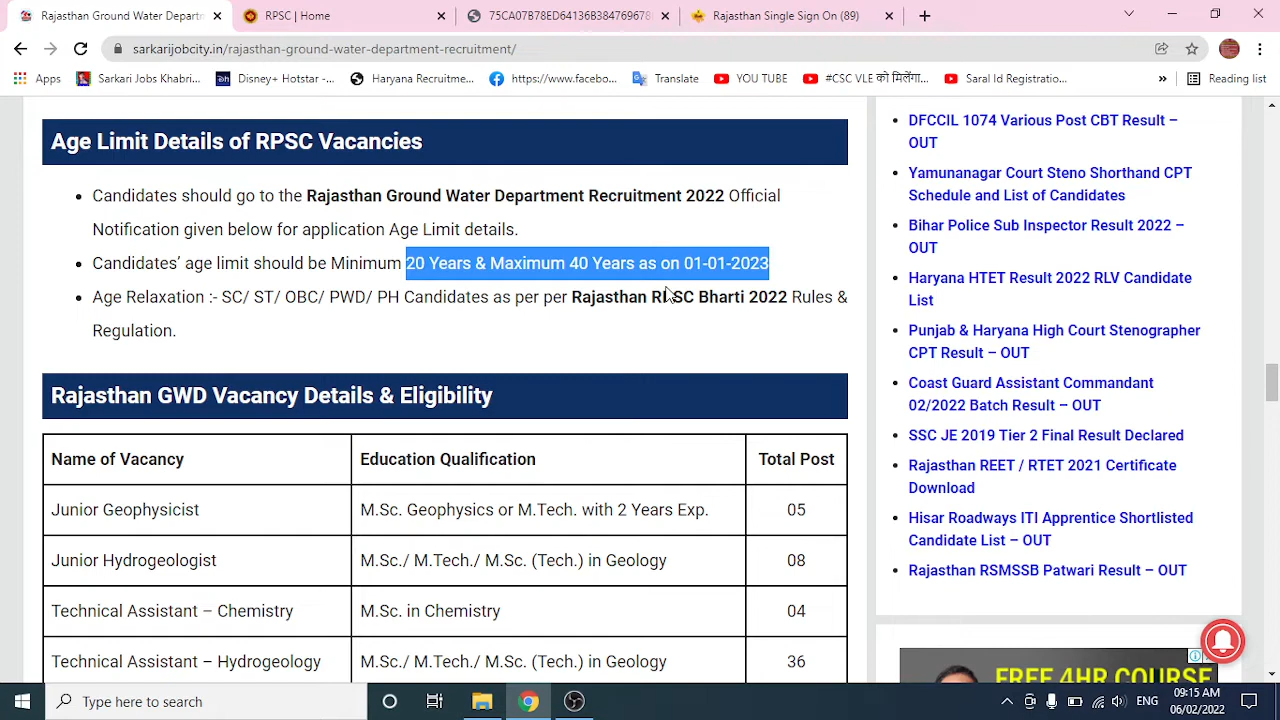 Rajasthan Ground Water Departm
RPSC | Home
75CA07B78ED64136B384769678
Rajasthan Single Sign On (89)
sarkarijobcity.in/rajasthan-ground-water-department-recruitment/
Apps
Sarkari Jobs Khabri...
Disney+ Hotstar -...
Haryana Recruitme...
https://www.facebo...
Translate
YOU TUBE
#CSC VLE को मिलेंगा...
Saral Id Registratio...
»
Reading list
Age Limit Details of RPSC Vacancies
Candidates should go to the Rajasthan Ground Water Department Recruitment 2022 Official
Notification given below for application Age Limit details.
Candidates' age limit should be Minimum 20 Years & Maximum 40 Years as on 01-01-2023
Age Relaxation :- SC/ ST/ OBC/ PWD/ PH Candidates as per per Rajasthan RPSC Bharti 2022 Rules &
Regulation.
Rajasthan GWD Vacancy Details & Eligibility
Name of Vacancy Education Qualification Total Post
Junior Geophysicist M.Sc. Geophysics or M.Tech. with 2 Years Exp. 05
Junior Hydrogeologist M.Sc./ M.Tech./ M.Sc. (Tech.) in Geology 08
Technical Assistant – Chemistry M.Sc. in Chemistry 04
Technical Assistant – Hydrogeology M.Sc./ M.Tech./ M.Sc. (Tech.) in Geology 36
DFCCIL 1074 Various Post CBT Result –
OUT
Yamunanagar Court Steno Shorthand CPT
Schedule and List of Candidates
Bihar Police Sub Inspector Result 2022 –
OUT
Haryana HTET Result 2022 RLV Candidate
List
Punjab & Haryana High Court Stenographer
CPT Result – OUT
Coast Guard Assistant Commandant
02/2022 Batch Result – OUT
SSC JE 2019 Tier 2 Final Result Declared
Rajasthan REET / RTET 2021 Certificate
Download
Hisar Roadways ITI Apprentice Shortlisted
Candidate List – OUT
Rajasthan RSMSSB Patwari Result – OUT
FREE 4HR COURSE
Type here to search
ENG
09:15 AM
06/02/2022